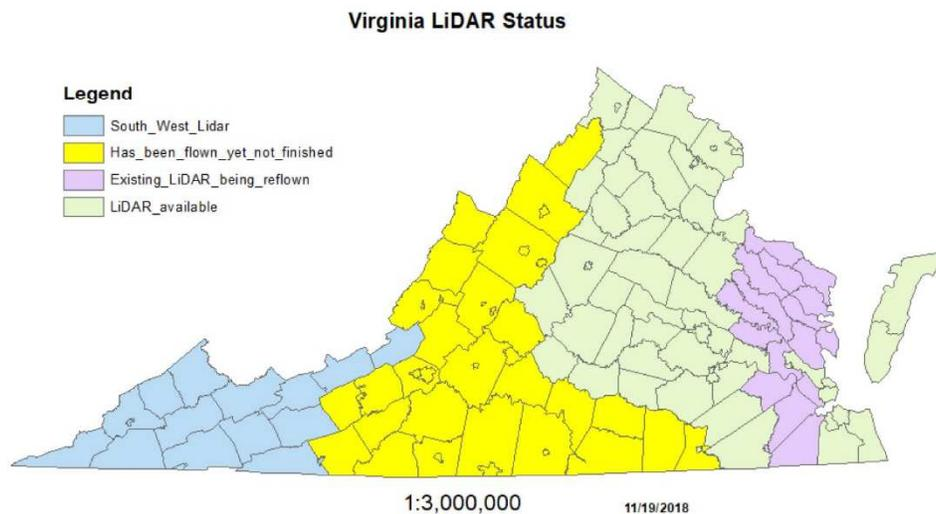 Virginia LiDAR Status
Legend
South_West_Lidar
Has_been_flown_yet_not_finished
Existing_LiDAR_being_reflown
LiDAR_available
1:3,000,000
11/19/2018